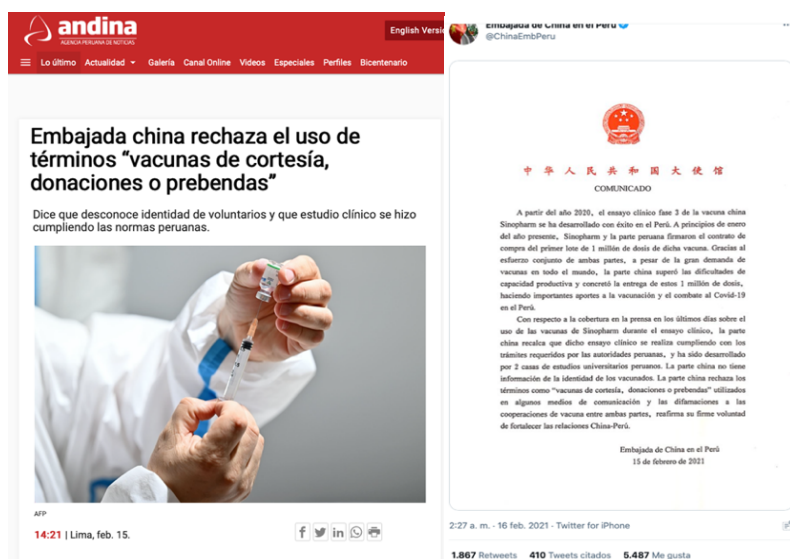 andina
AGENCIA PERUANA DE NOTICIAS
English Versi
Lo último Actualidad Galería Canal Online Videos Especiales Perfiles Bicentenario
Embajada china rechaza el uso de
términos “vacunas de cortesía,
donaciones o prebendas”
Dice que desconoce identidad de voluntarios y que estudio clínico se hizo
cumpliendo las normas peruanas.
AFP
14:21 | Lima, feb. 15.
Embajada de China en el Perú
@ChinaEmbPeru
中华人民共和国大使馆
COMUNICADO
A partir del año 2020, el ensayo clínico fase 3 de la vacuna china
Sinopharm se ha desarrollado con éxito en el Perú. A principios de enero
del año presente, Sinopharm y la parte peruana firmaron el contrato de
compra del primer lote de 1 millón de dosis de dicha vacuna. Gracias al
esfuerzo conjunto de ambas partes, a pesar de la gran demanda de
vacunas en todo el mundo, la parte china superó las dificultades de
capacidad productiva y concretó la entrega de estos 1 millón de dosis,
haciendo importantes aportes a la vacunación y el combate al Covid-19
en el Perú.
Con respecto a la cobertura en la prensa en los últimos días sobre el
uso de las vacunas de Sinopharm durante el ensayo clínico, la parte
china recalca que dicho ensayo clínico se realiza cumpliendo con los
trámites requeridos por las autoridades peruanas, y ha sido desarrollado
por 2 casas de estudios universitarios peruanos. La parte china no tiene
información de la identidad de los vacunados. La parte china rechaza los
términos como “vacunas de cortesía, donaciones o prebendas” utilizados
en algunos medios de comunicación y las difamaciones a las
cooperaciones de vacuna entre ambas partes, reafirma su firme voluntad
de fortalecer las relaciones China-Perú.
Embajada de China en el Perú
15 de febrero de 2021
2:27 a. m. · 16 feb. 2021 · Twitter for iPhone
1.867 Retweets 410 Tweets citados 5.487 Me gusta